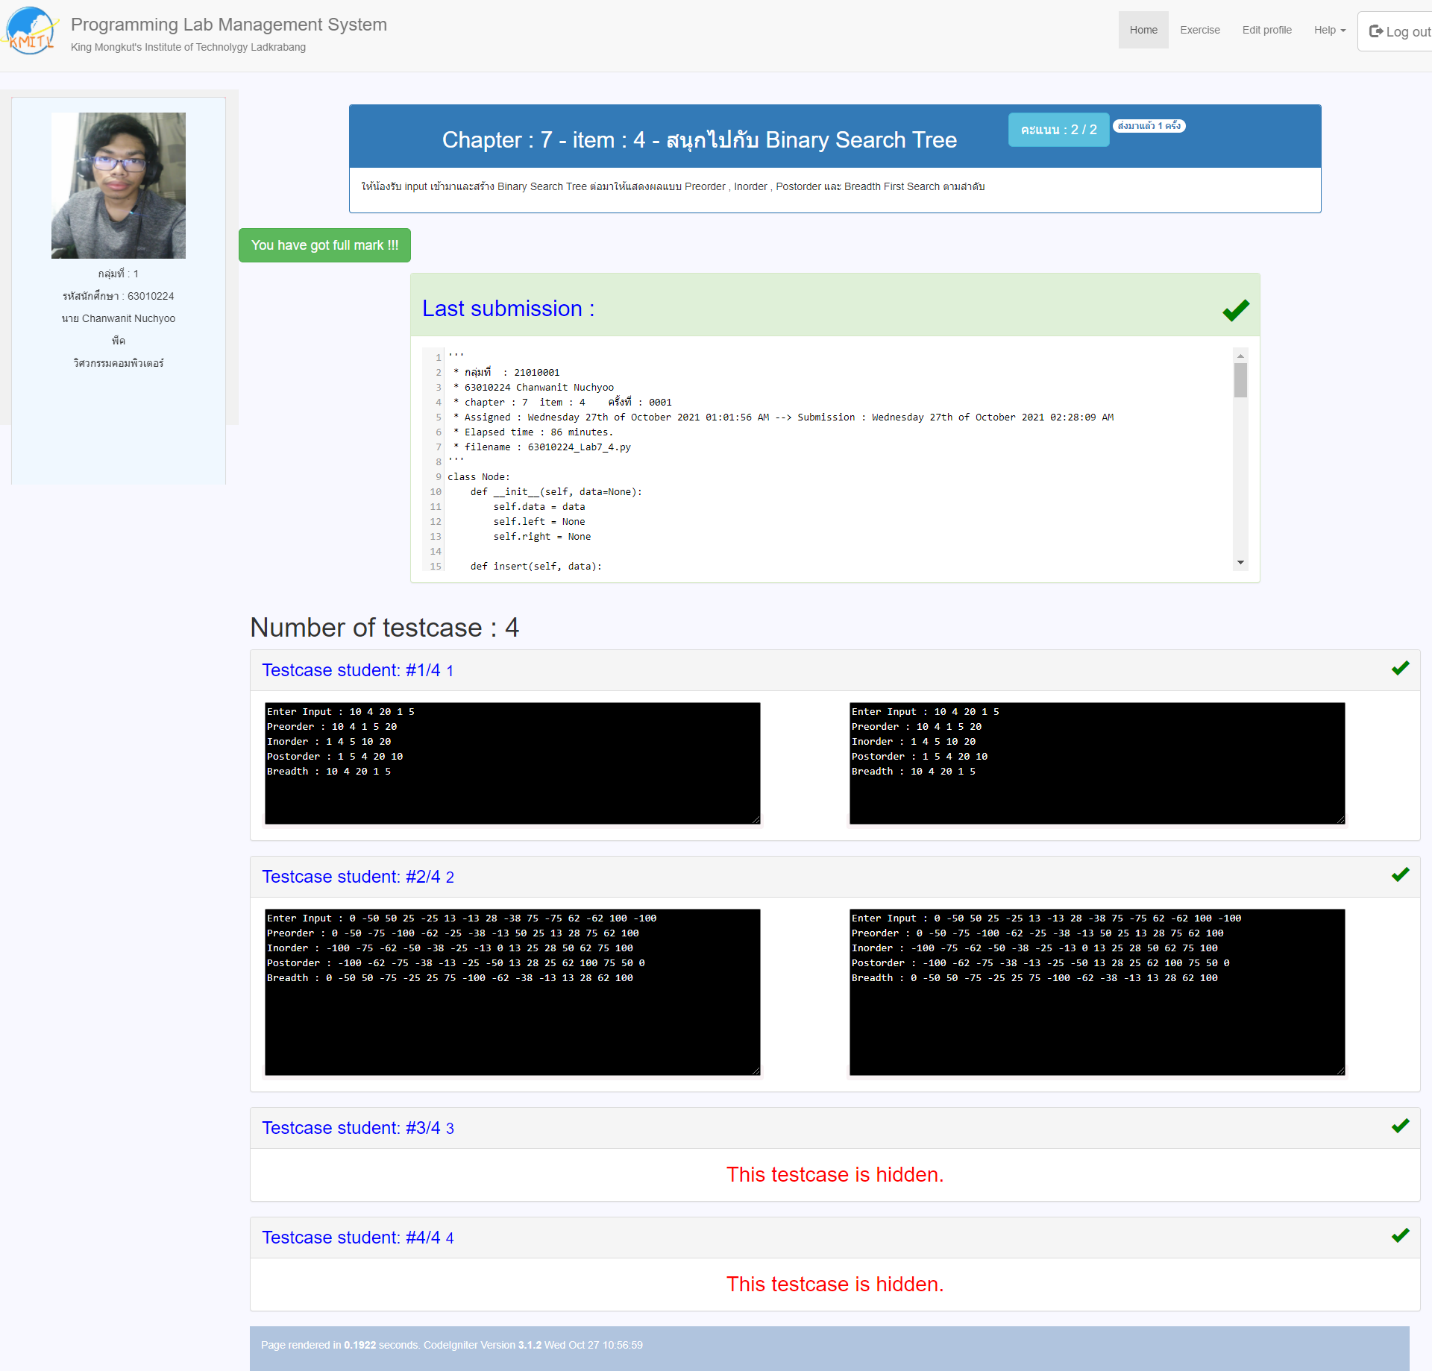 KMITL
Programming Lab Management System
King Mongkut's Institute of Technolygy Ladkrabang
Home
Exercise
Edit profile
Help
Log out
กลุ่มที่ : 1
รหัสนักศึกษา : 63010224
นาย Chanwanit Nuchyoo
พีค
วิศวกรรมคอมพิวเตอร์
Chapter : 7 - item : 4 - สนุกไปกับ Binary Search Tree
คะแนน : 2 / 2
ส่งมาแล้ว 1 ครั้ง
ให้น้องรับ input เข้ามาและสร้าง Binary Search Tree ต่อมาให้แสดงผลแบบ Preorder , Inorder , Postorder และ Breadth First Search ตามลำดับ
You have got full mark !!!
Last submission :
1 '''
2 * กลุ่มที่ : 21010001
3 * 63010224 Chanwanit Nuchyoo
4 * chapter : 7 item : 4 ครั้งที่ : 0001
5 * Assigned : Wednesday 27th of October 2021 01:01:56 AM --> Submission : Wednesday 27th of October 2021 02:28:09 AM
6 * Elapsed time : 86 minutes.
7 * filename : 63010224_Lab7_4.py
8 '''
9 class Node:
10 def __init__(self, data=None):
11 self.data = data
12 self.left = None
13 self.right = None
14
15 def insert(self, data):
Number of testcase : 4
Testcase student: #1/4 1
Enter Input : 10 4 20 1 5
Preorder : 10 4 1 5 20
Inorder : 1 4 5 10 20
Postorder : 1 5 4 20 10
Breadth : 10 4 20 1 5
Enter Input : 10 4 20 1 5
Preorder : 10 4 1 5 20
Inorder : 1 4 5 10 20
Postorder : 1 5 4 20 10
Breadth : 10 4 20 1 5
Testcase student: #2/4 2
Enter Input : 0 -50 50 25 -25 13 -13 28 -38 75 -75 62 -62 100 -100
Preorder : 0 -50 -75 -100 -62 -25 -38 -13 50 25 13 28 75 62 100
Inorder : -100 -75 -62 -50 -38 -25 -13 0 13 25 28 50 62 75 100
Postorder : -100 -62 -75 -38 -13 -25 -50 13 28 25 62 100 75 50 0
Breadth : 0 -50 50 -75 -25 25 75 -100 -62 -38 -13 13 28 62 100
Enter Input : 0 -50 50 25 -25 13 -13 28 -38 75 -75 62 -62 100 -100
Preorder : 0 -50 -75 -100 -62 -25 -38 -13 50 25 13 28 75 62 100
Inorder : -100 -75 -62 -50 -38 -25 -13 0 13 25 28 50 62 75 100
Postorder : -100 -62 -75 -38 -13 -25 -50 13 28 25 62 100 75 50 0
Breadth : 0 -50 50 -75 -25 25 75 -100 -62 -38 -13 13 28 62 100
Testcase student: #3/4 3
This testcase is hidden.
Testcase student: #4/4 4
This testcase is hidden.
Page rendered in 0.1922 seconds. CodeIgniter Version 3.1.2 Wed Oct 27 10:56:59